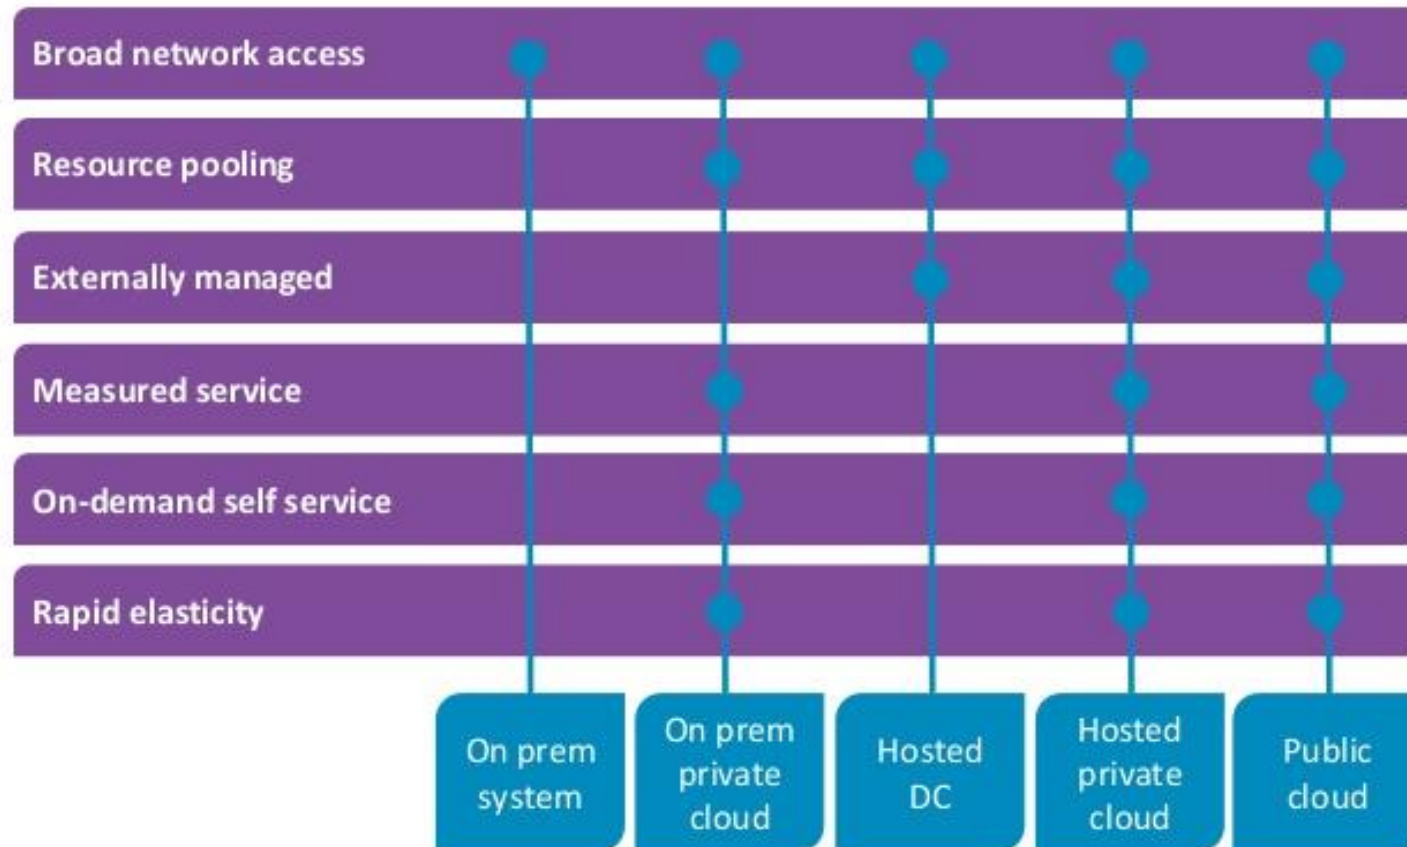 Broad network access
Resource pooling
Externally managed
Measured service
On-demand self service
Rapid elasticity
On prem
system
On prem
private
cloud
Hosted
DC
Hosted
private
cloud
Public
cloud